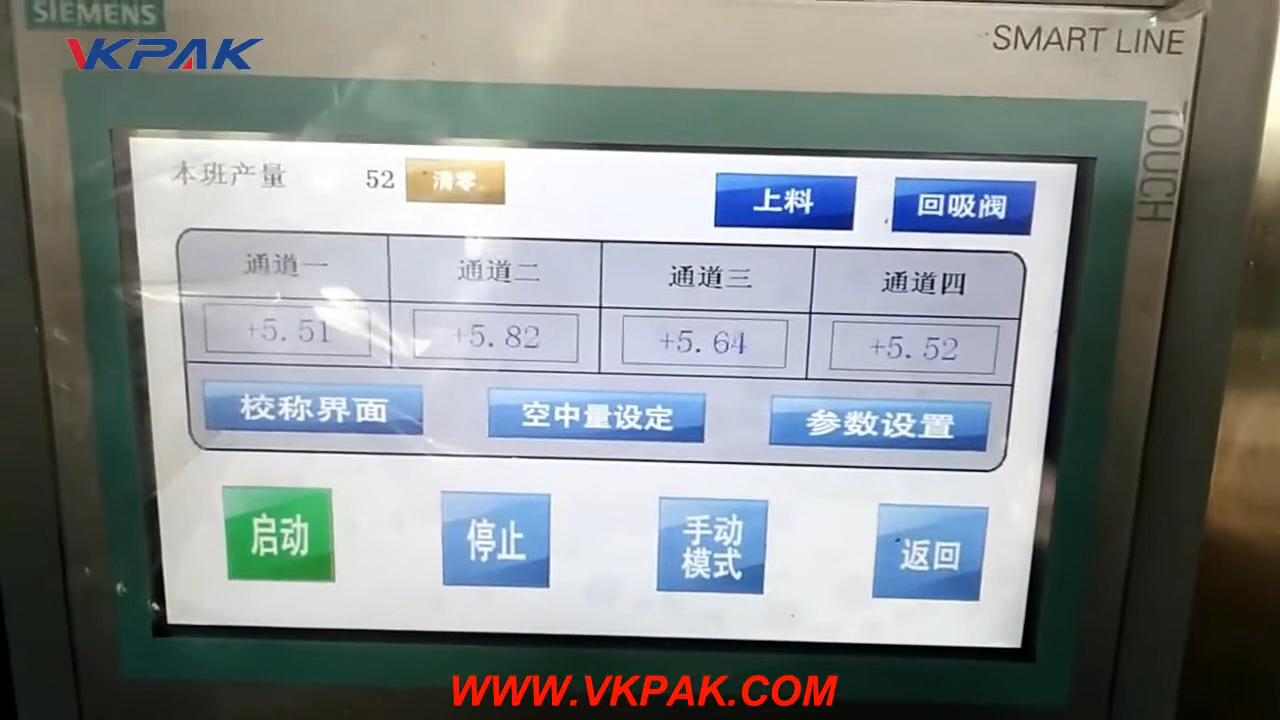 SIEMENS
VKPAK
SMART LINE
TOUCH
本班产量 52 清零
上料 回吸阀
通道一 通道二 通道三 通道四
+5.51 +5.82 +5.64 +5.52
校称界面 空中量设定 参数设置
启动 停止 手动 返回
模式
WWW.VKPAK.COM